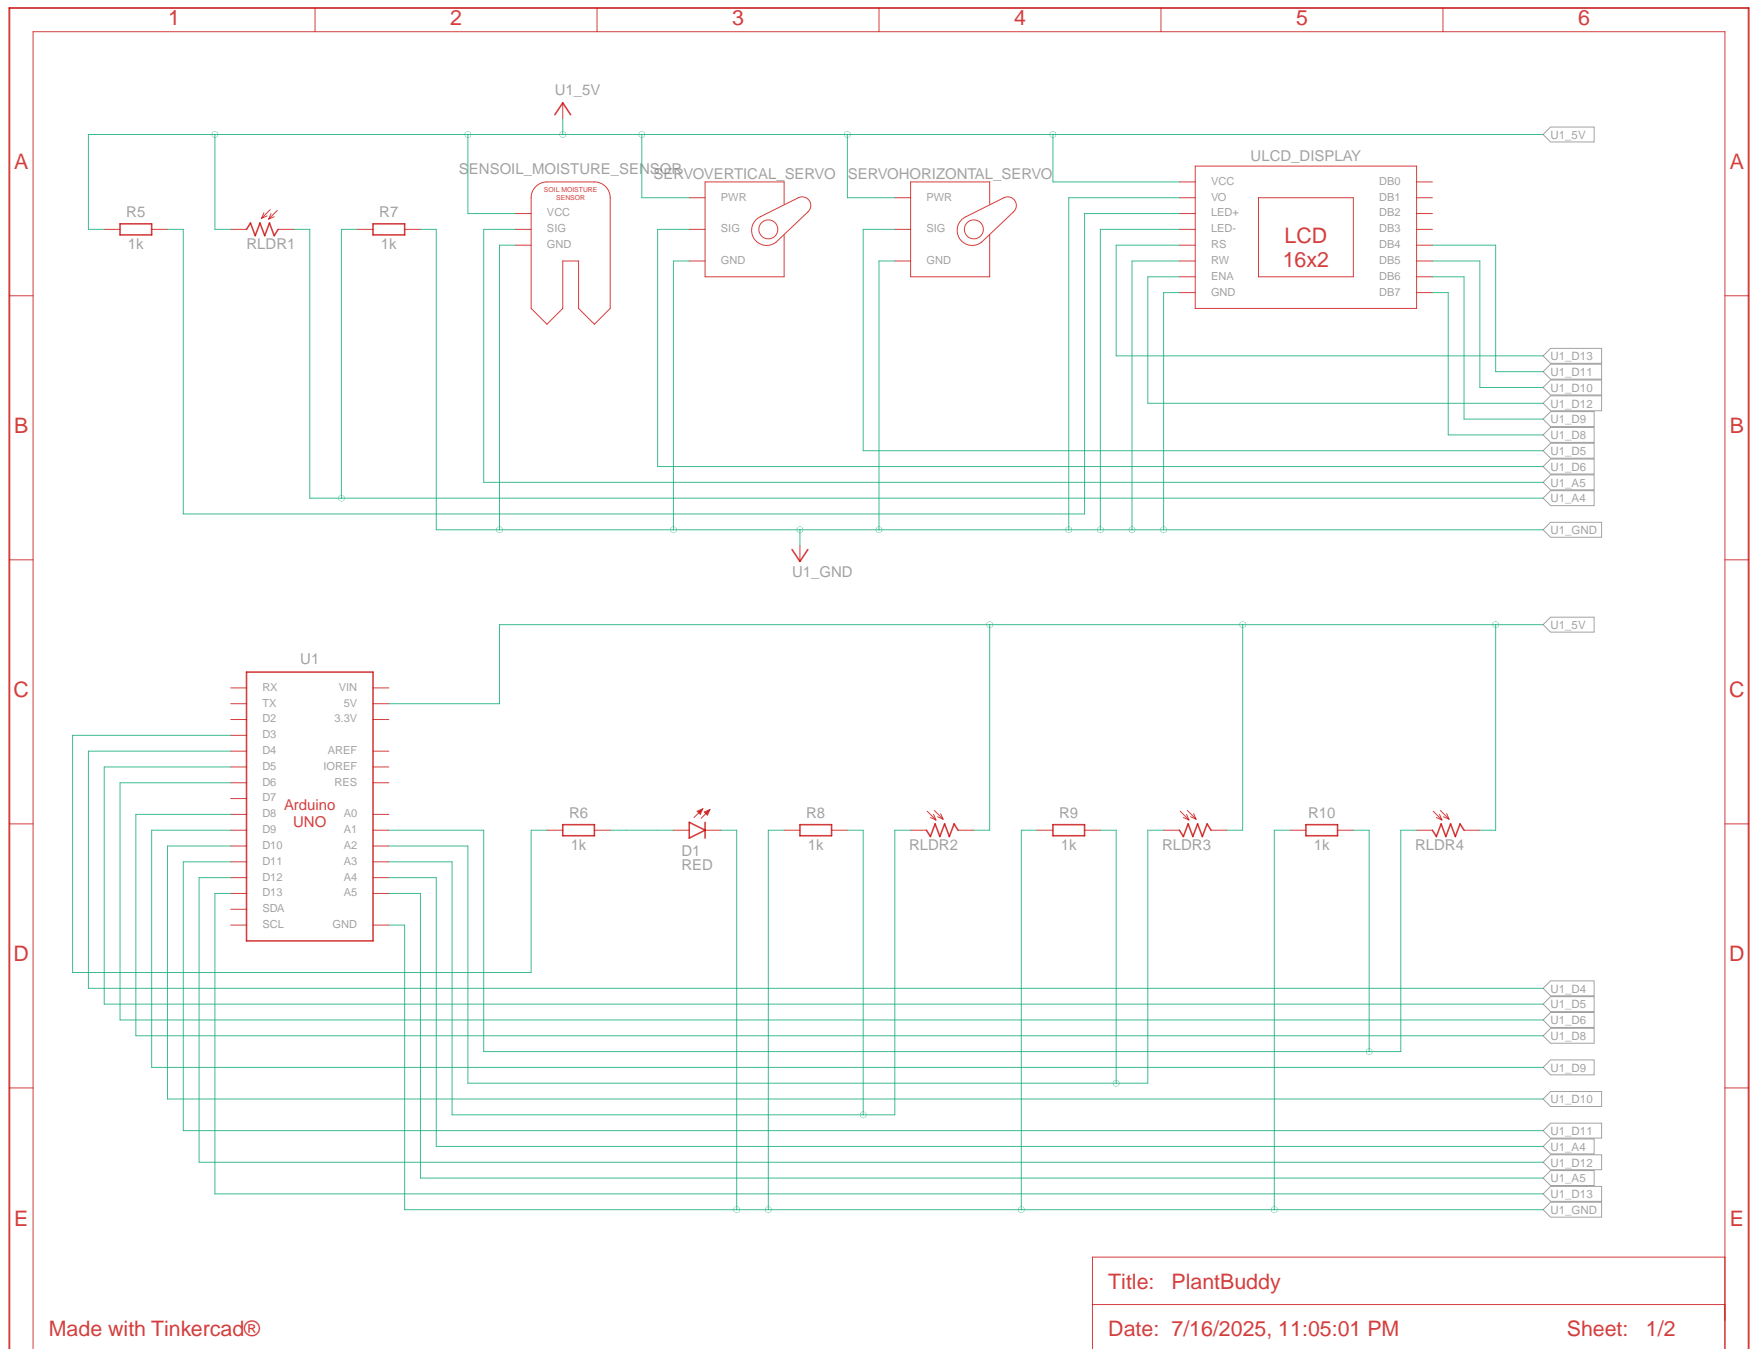 1 2 3 4 5 6
U1_5V
U1_5V
A A
SENSOIL_MOISTURE_SENSOR
SERVOVERTICAL_SERVO
SERVOHORIZONTAL_SERVO
ULCD_DISPLAY
R5
1k
RLDR1
R7
1k
SOIL MOISTURE
SENSOR
VCC
SIG
GND
PWR
SIG
GND
PWR
SIG
GND
VCC DB0
VO DB1
LED+ DB2
LED- DB3
RS DB4
RW DB5
ENA DB6
GND DB7
LCD
16x2
U1_D13
U1_D11
U1_D10
U1_D12
U1_D9
U1_D8
U1_D5
U1_D6
U1_A5
U1_A4
U1_GND
B B
U1_GND
U1_5V
C C
U1
RX VIN
TX 5V
D2 3.3V
D3
D4 AREF
D5 IOREF
D6 RES
D7
D8 A0
D9 A1
D10 A2
D11 A3
D12 A4
D13 A5
SDA
SCL GND
Arduino
UNO
R6
1k
D1
RED
R8
1k
RLDR2
R9
1k
RLDR3
R10
1k
RLDR4
D D
U1_D4
U1_D5
U1_D6
U1_D8
U1_D9
U1_D10
U1_D11
U1_A4
U1_D12
U1_A5
U1_D13
U1_GND
E E
Title: PlantBuddy
Made with Tinkercad®
Date: 7/16/2025, 11:05:01 PM Sheet: 1/2